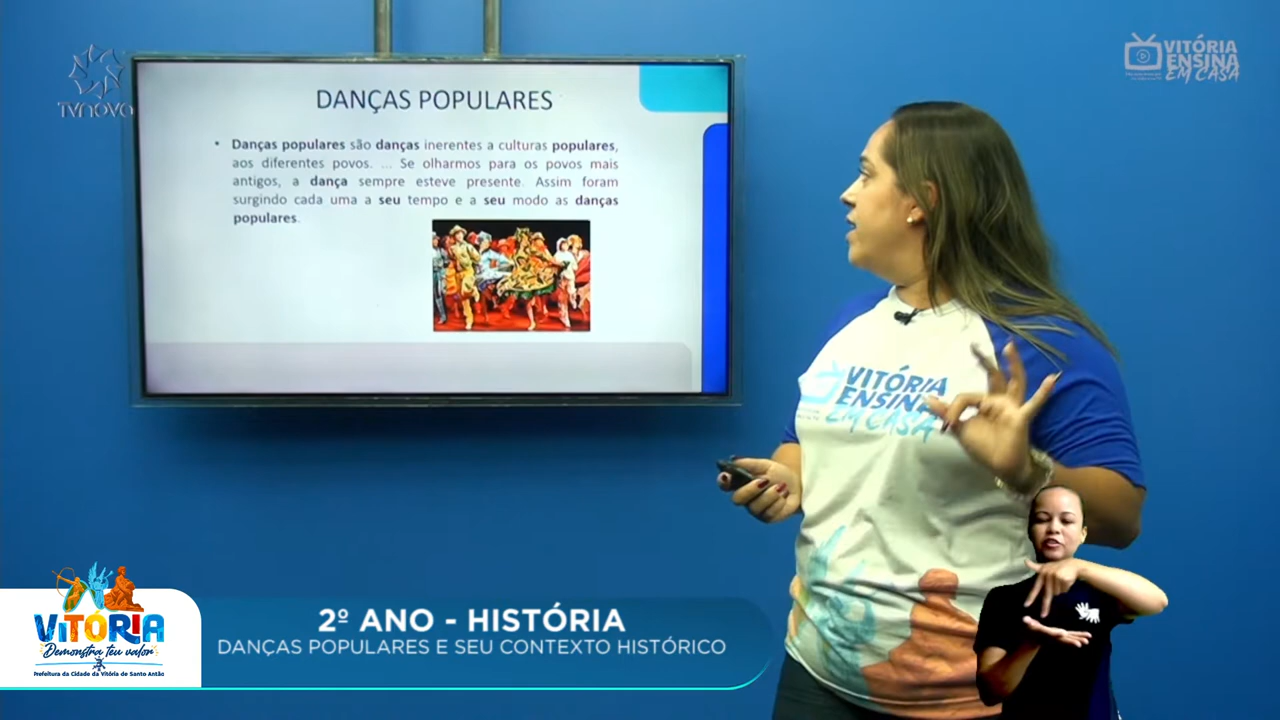 TVNOVO
VITÓRIA
ENSINA
EM CASA
DANÇAS POPULARES
• Danças populares são danças inerentes a culturas populares,
aos diferentes povos. ... Se olharmos para os povos mais
antigos, a dança sempre esteve presente. Assim foram
surgindo cada uma a seu tempo e a seu modo as danças
populares.
VITÓRIA
ENSINA
EM CASA
VITÓRIA
Demonstra teu valor
Prefeitura da Cidade da Vitória de Santo Antão
2º ANO - HISTÓRIA
DANÇAS POPULARES E SEU CONTEXTO HISTÓRICO